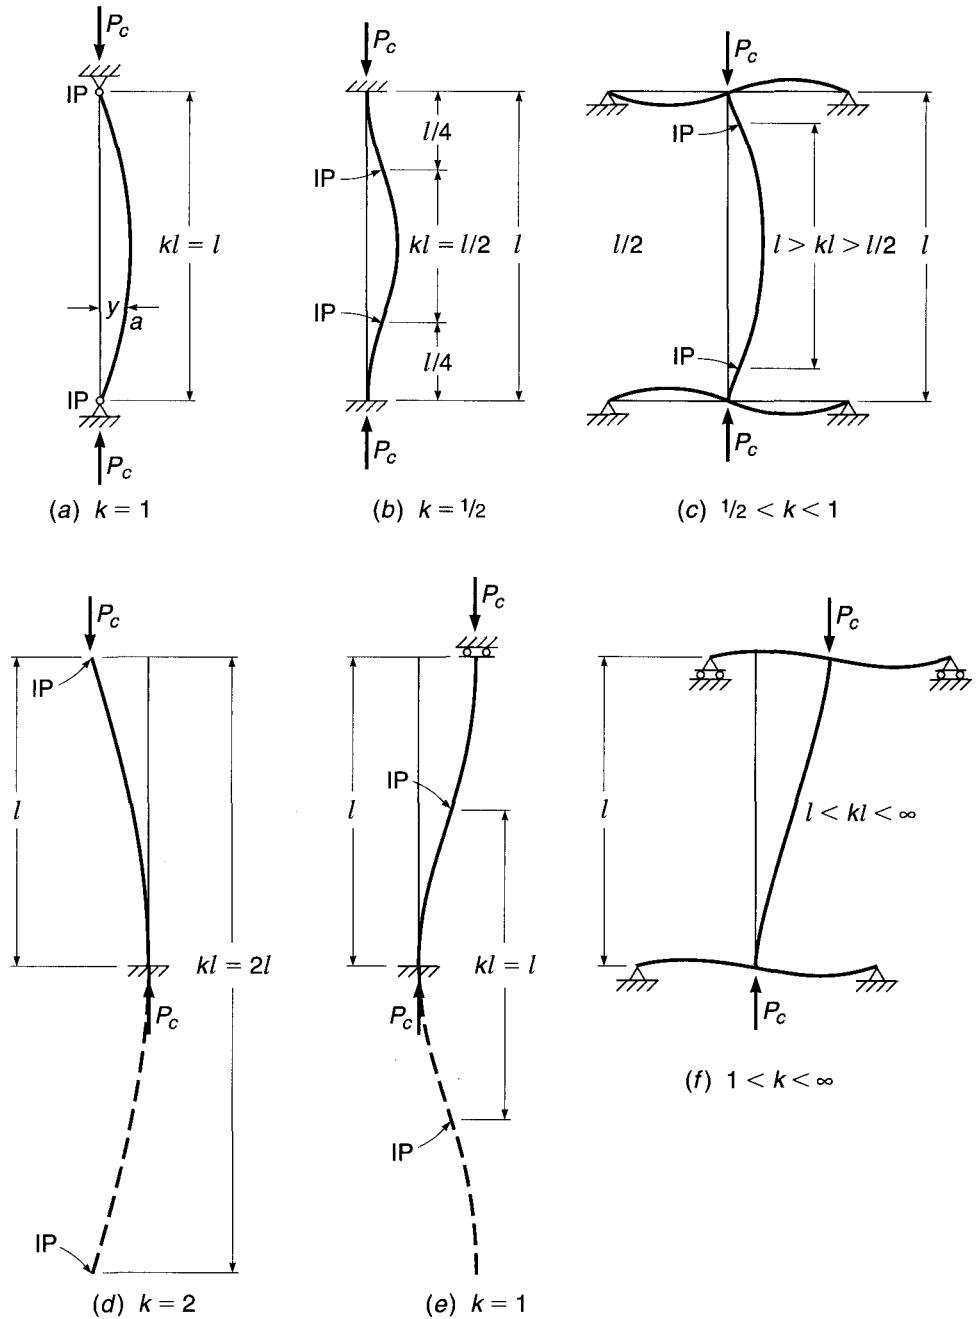 P_c
IP
kl = l
y
a
IP
P_c
(a) k = 1
P_c
l/4
IP
kl = l/2
l
IP
l/4
P_c
(b) k = 1/2
P_c
IP
l/2
l > kl > l/2
l
IP
P_c
(c) 1/2 < k < 1
P_c
IP
l
kl = 2l
P_c
IP
(d) k = 2
P_c
IP
l
kl = l
P_c
IP
(e) k = 1
P_c
l
l < kl < ∞
P_c
(f) 1 < k < ∞